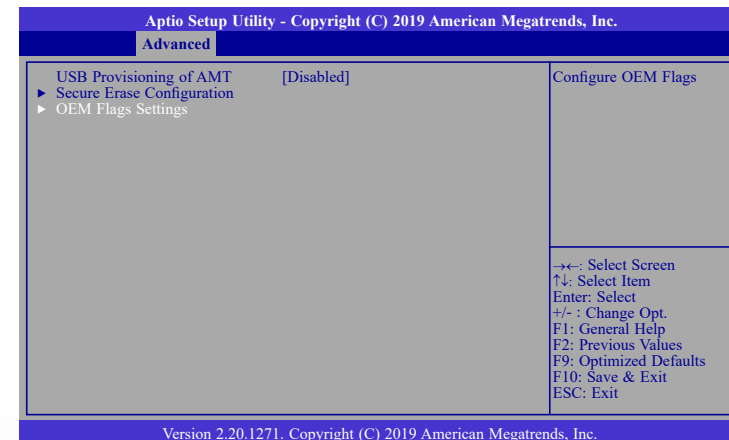 Aptio Setup Utility - Copyright (C) 2019 American Megatrends, Inc.
Advanced
USB Provisioning of AMT [Disabled]
► Secure Erase Configuration
► OEM Flags Settings
Configure OEM Flags
→←: Select Screen
↑↓: Select Item
Enter: Select
+/- : Change Opt.
F1: General Help
F2: Previous Values
F9: Optimized Defaults
F10: Save & Exit
ESC: Exit
Version 2.20.1271. Copyright (C) 2019 American Megatrends, Inc.